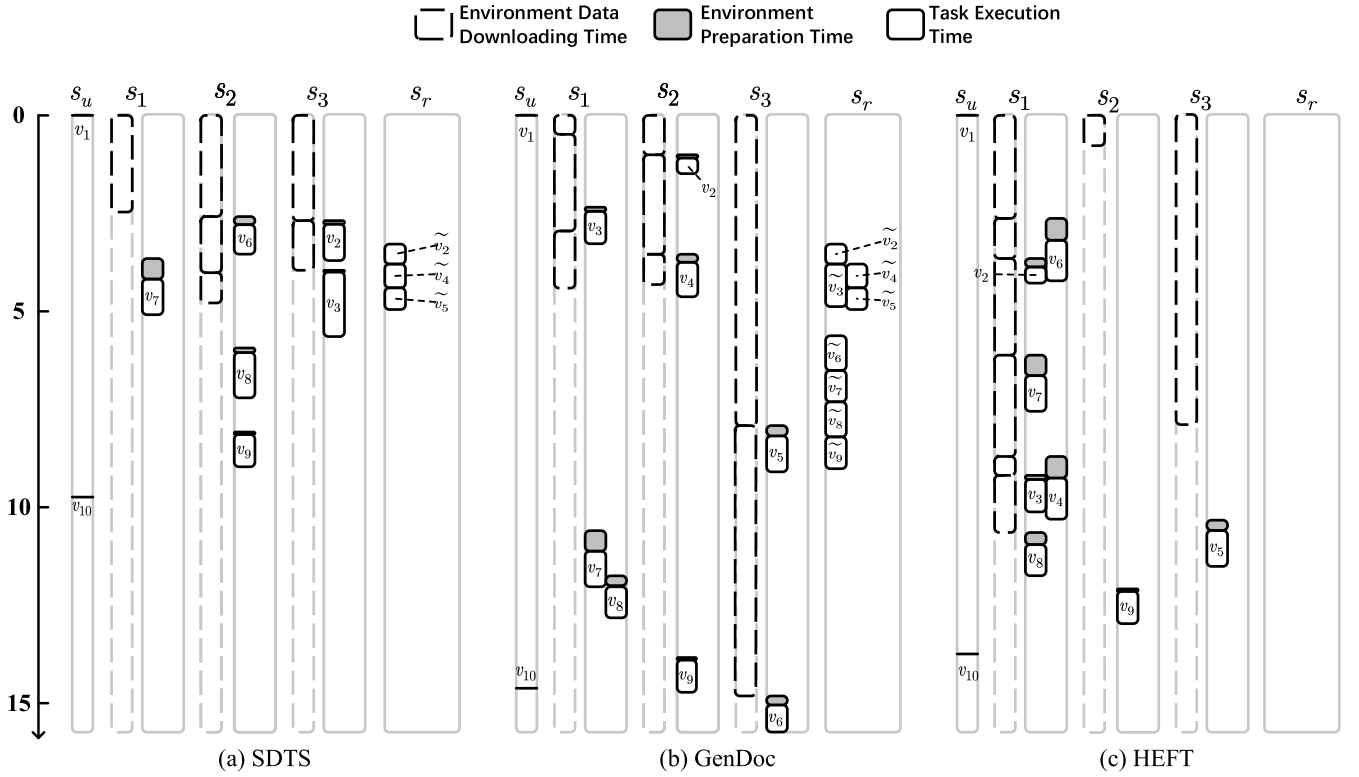 Environment Data Downloading Time
Environment Preparation Time
Task Execution Time
s_u s_1 s_2 s_3 s_r
s_u s_1 s_2 s_3 s_r
s_u s_1 s_2 s_3 s_r
0
5
10
15
v_1
v_6
v_2
v_7
v_3
v_8
v_9
v_10
ṽ_2
ṽ_4
ṽ_5
(a) SDTS
v_1
v_2
v_3
v_4
v_5
v_7
v_8
v_10
v_9
v_6
ṽ_2
ṽ_3
ṽ_4
ṽ_5
ṽ_6
ṽ_7
ṽ_8
ṽ_9
(b) GenDoc
v_1
v_6
v_2
v_7
v_3
v_4
v_5
v_8
v_9
v_10
(c) HEFT